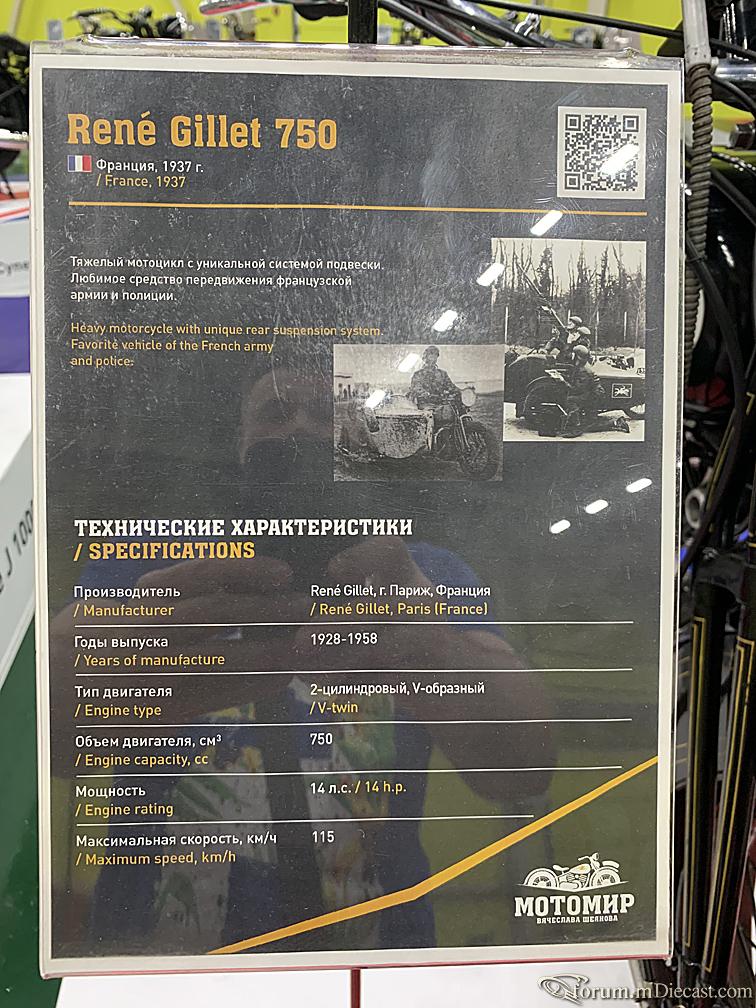 René Gillet 750
Франция, 1937 г.
/ France, 1937
Тяжелый мотоцикл с уникальной системой подвески.
Любимое средство передвижения французской
армии и полиции.
Heavy motorcycle with unique rear suspension system.
Favorite vehicle of the French army
and police.
ТЕХНИЧЕСКИЕ ХАРАКТЕРИСТИКИ
/ SPECIFICATIONS
Производитель
/ Manufacturer
René Gillet, г. Париж, Франция
/ René Gillet, Paris (France)
Годы выпуска
/ Years of manufacture
1928-1958
Тип двигателя
/ Engine type
2-цилиндровый, V-образный
/ V-twin
Объем двигателя, см³
/ Engine capacity, cc
750
Мощность
/ Engine rating
14 л.с. / 14 h.p.
Максимальная скорость, км/ч
/ Maximum speed, km/h
115
МОТОМИР
ВЯЧЕСЛАВА ШЕЯНОВА
forum.mDiecast.com